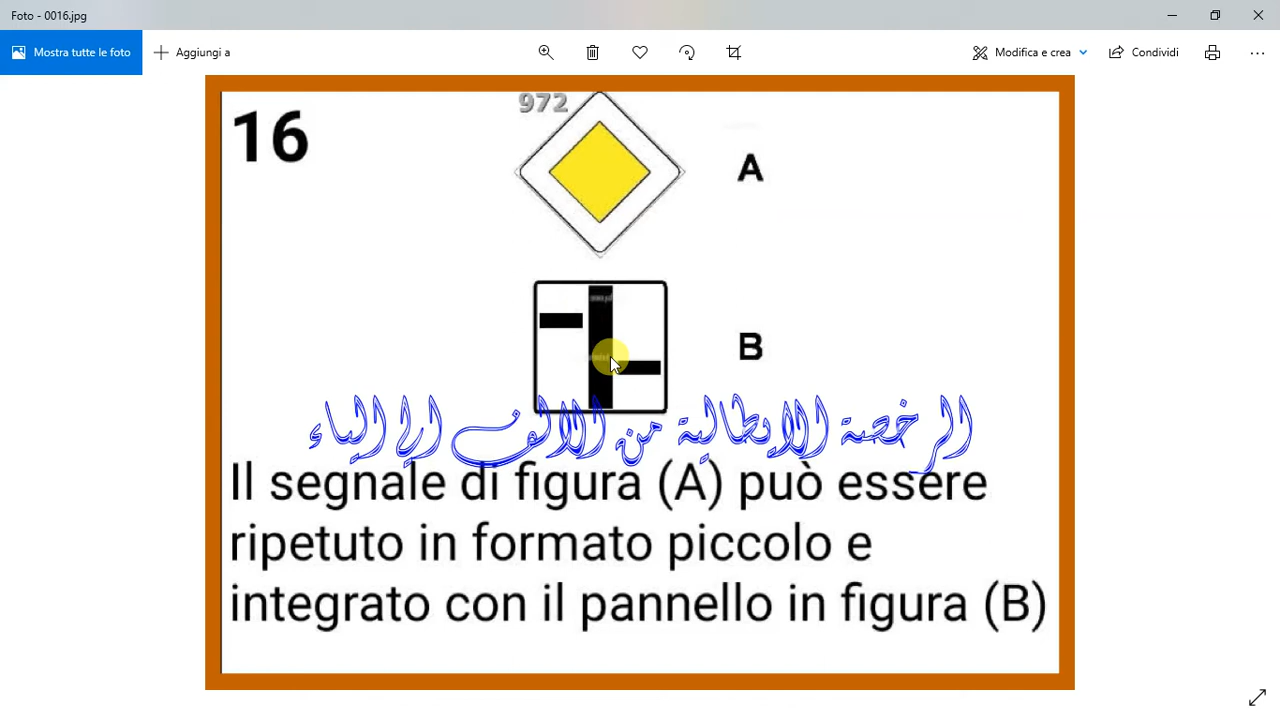 Foto - 0016.jpg
Mostra tutte le foto
Aggiungi a
Modifica e crea
Condividi
972
16
A
B
الرخصة الايطالية من الالف الى الياء
Il segnale di figura (A) può essere
ripetuto in formato piccolo e
integrato con il pannello in figura (B)